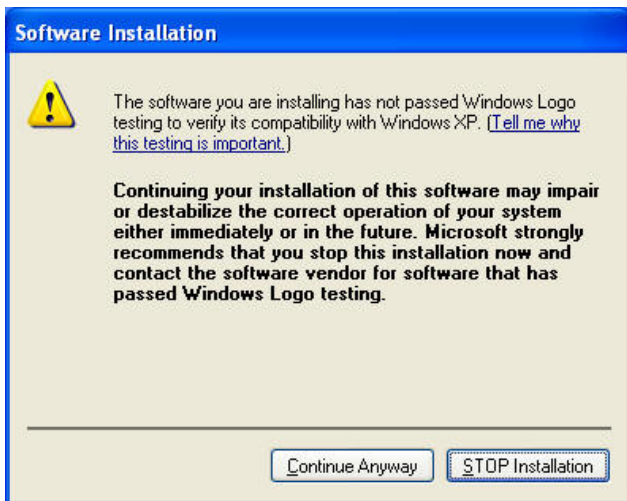 Software Installation
The software you are installing has not passed Windows Logo
testing to verify its compatibility with Windows XP. (Tell me why
this testing is important.)
Continuing your installation of this software may impair
or destabilize the correct operation of your system
either immediately or in the future. Microsoft strongly
recommends that you stop this installation now and
contact the software vendor for software that has
passed Windows Logo testing.
Continue Anyway
STOP Installation